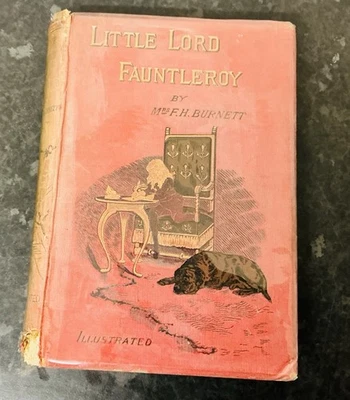 LITTLE LORD
FAUNTLEROY
BY
MRS F.H. BURNETT
ILLUSTRATED